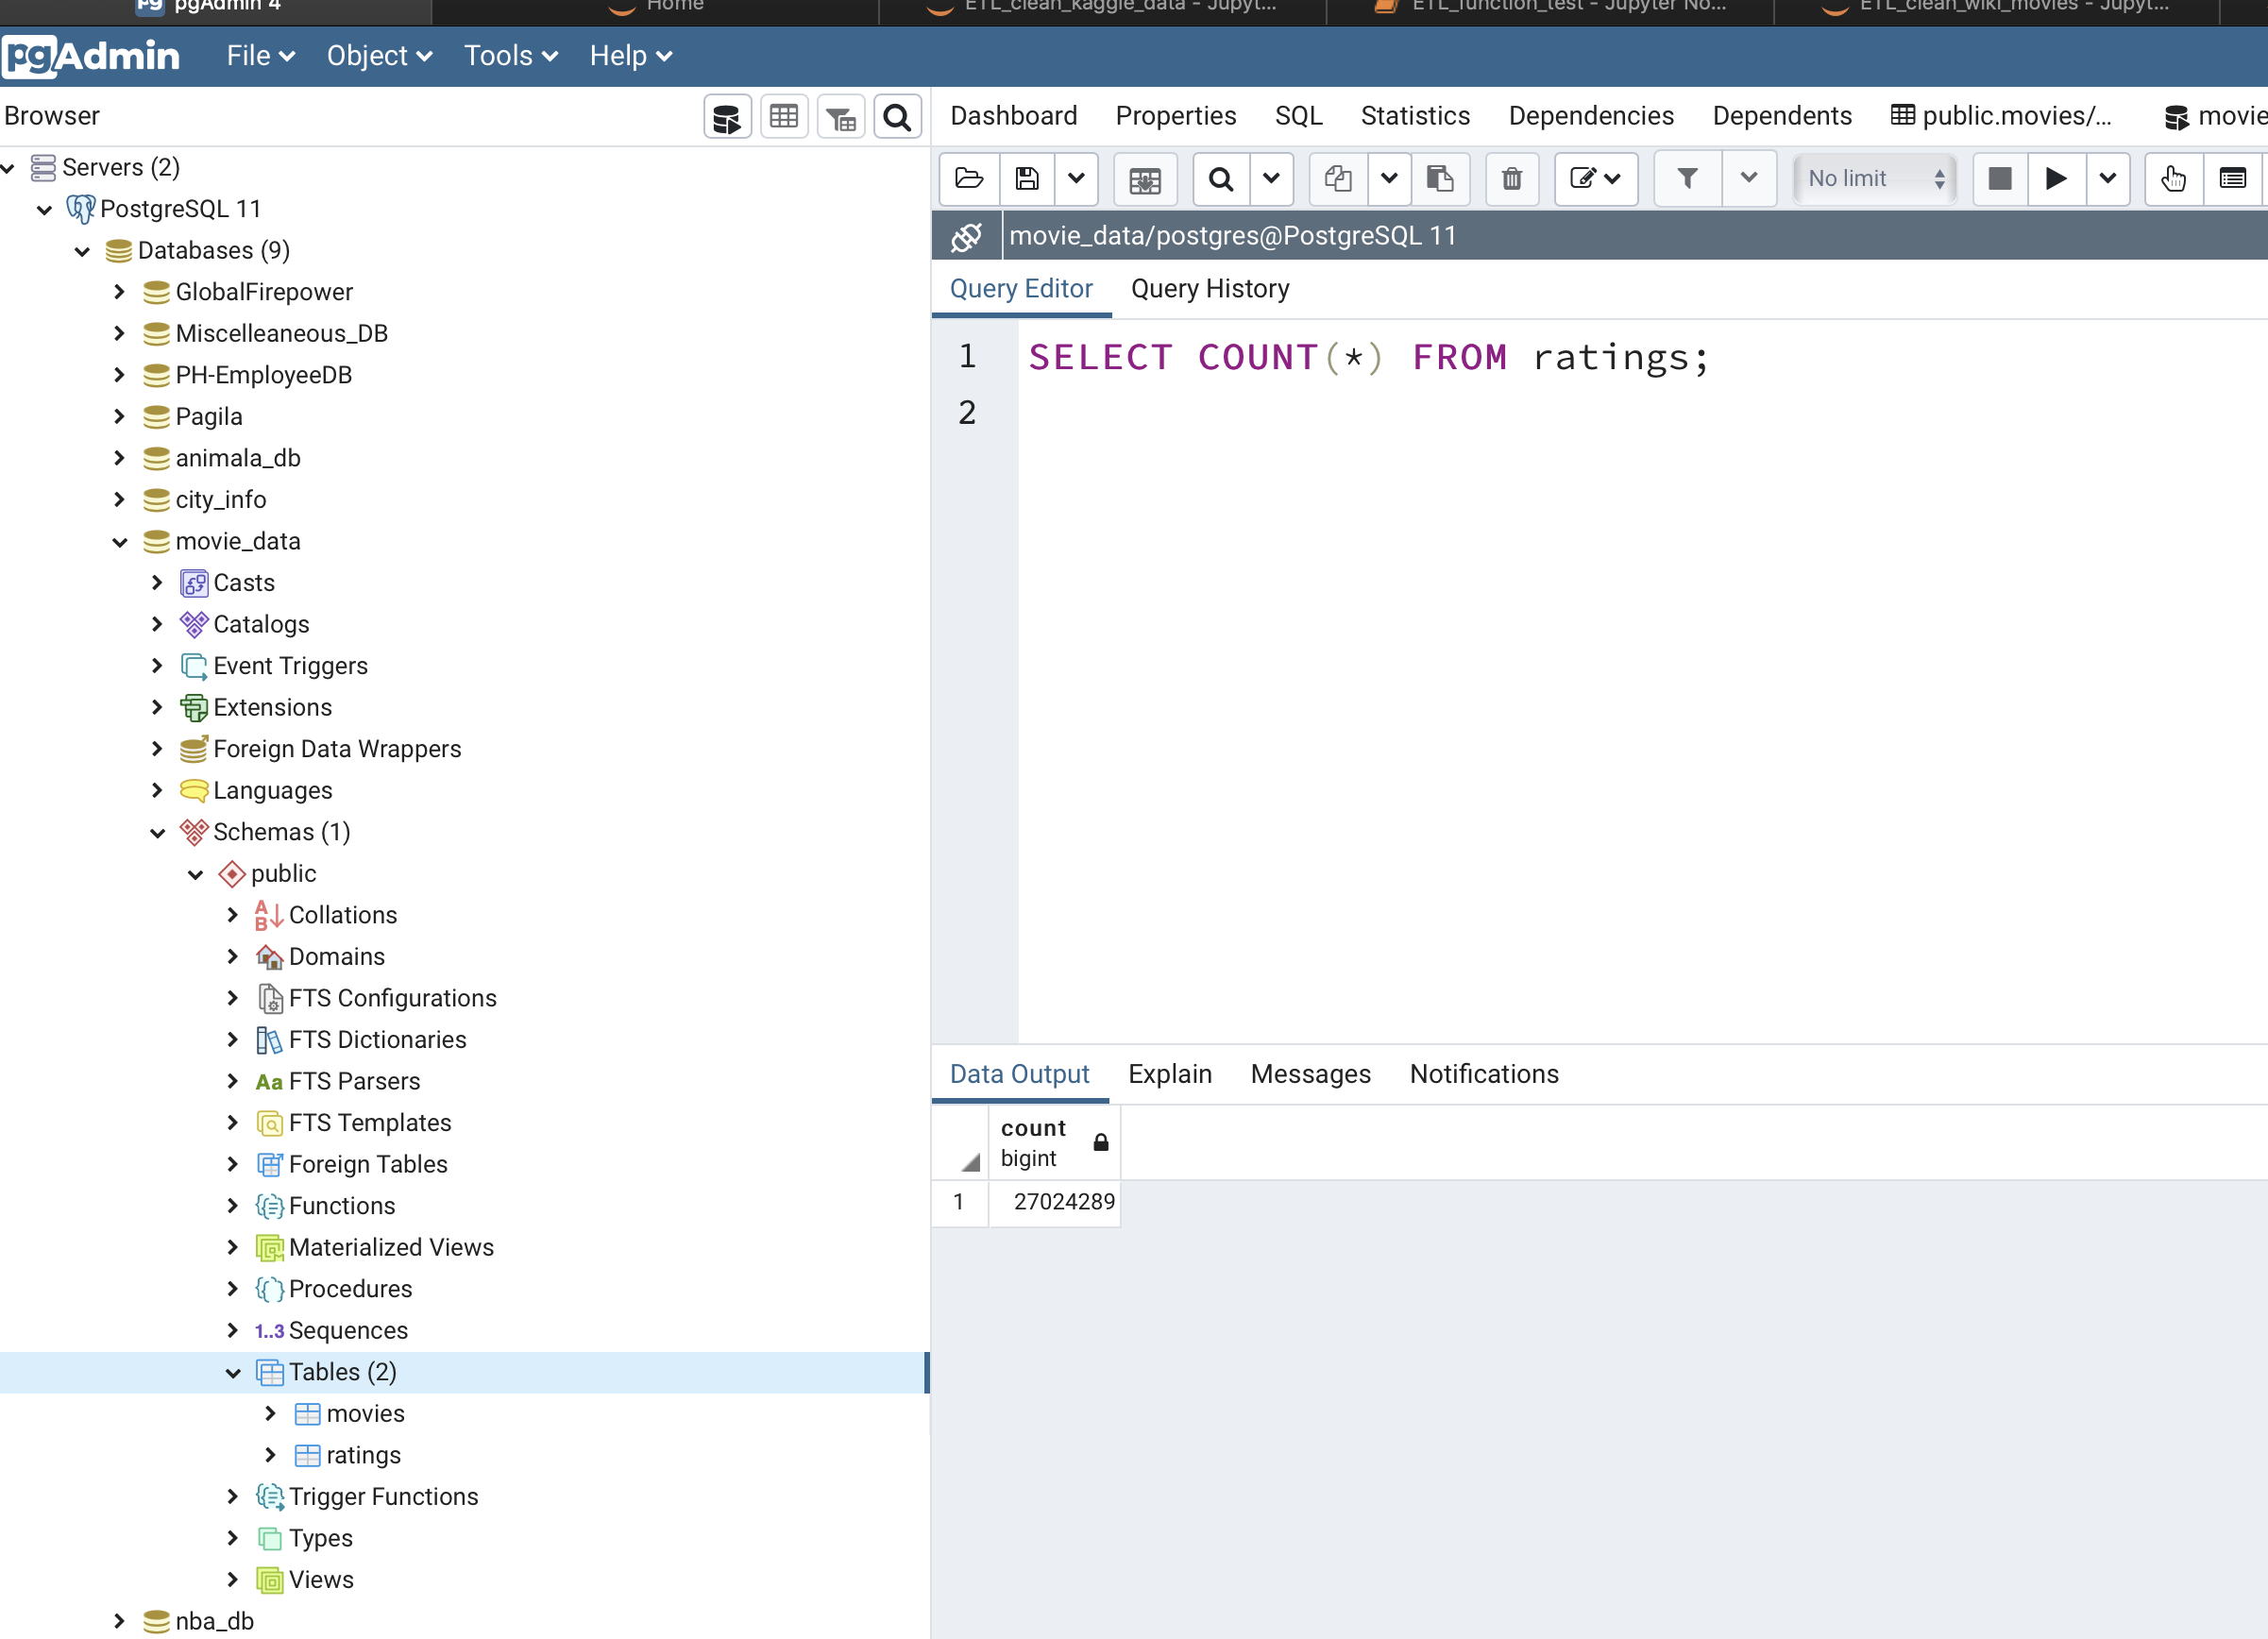 pgAdmin 4
Home
ETL_clean_kaggle_data - Jupyt...
ETL_function_test - Jupyter No...
ETL_clean_wiki_movies - Jupyt...
pgAdmin
File
Object
Tools
Help
Browser
Dashboard
Properties
SQL
Statistics
Dependencies
Dependents
public.movies/...
movie
Servers (2)
PostgreSQL 11
Databases (9)
GlobalFirepower
Miscelleaneous_DB
PH-EmployeeDB
Pagila
animala_db
city_info
movie_data
Casts
Catalogs
Event Triggers
Extensions
Foreign Data Wrappers
Languages
Schemas (1)
public
Collations
Domains
FTS Configurations
FTS Dictionaries
Aa FTS Parsers
FTS Templates
Foreign Tables
Functions
Materialized Views
Procedures
1..3 Sequences
Tables (2)
movies
ratings
Trigger Functions
Types
Views
nba_db
No limit
movie_data/postgres@PostgreSQL 11
Query Editor
Query History
1 SELECT COUNT(*) FROM ratings;
2
Data Output
Explain
Messages
Notifications
count
bigint
1 27024289